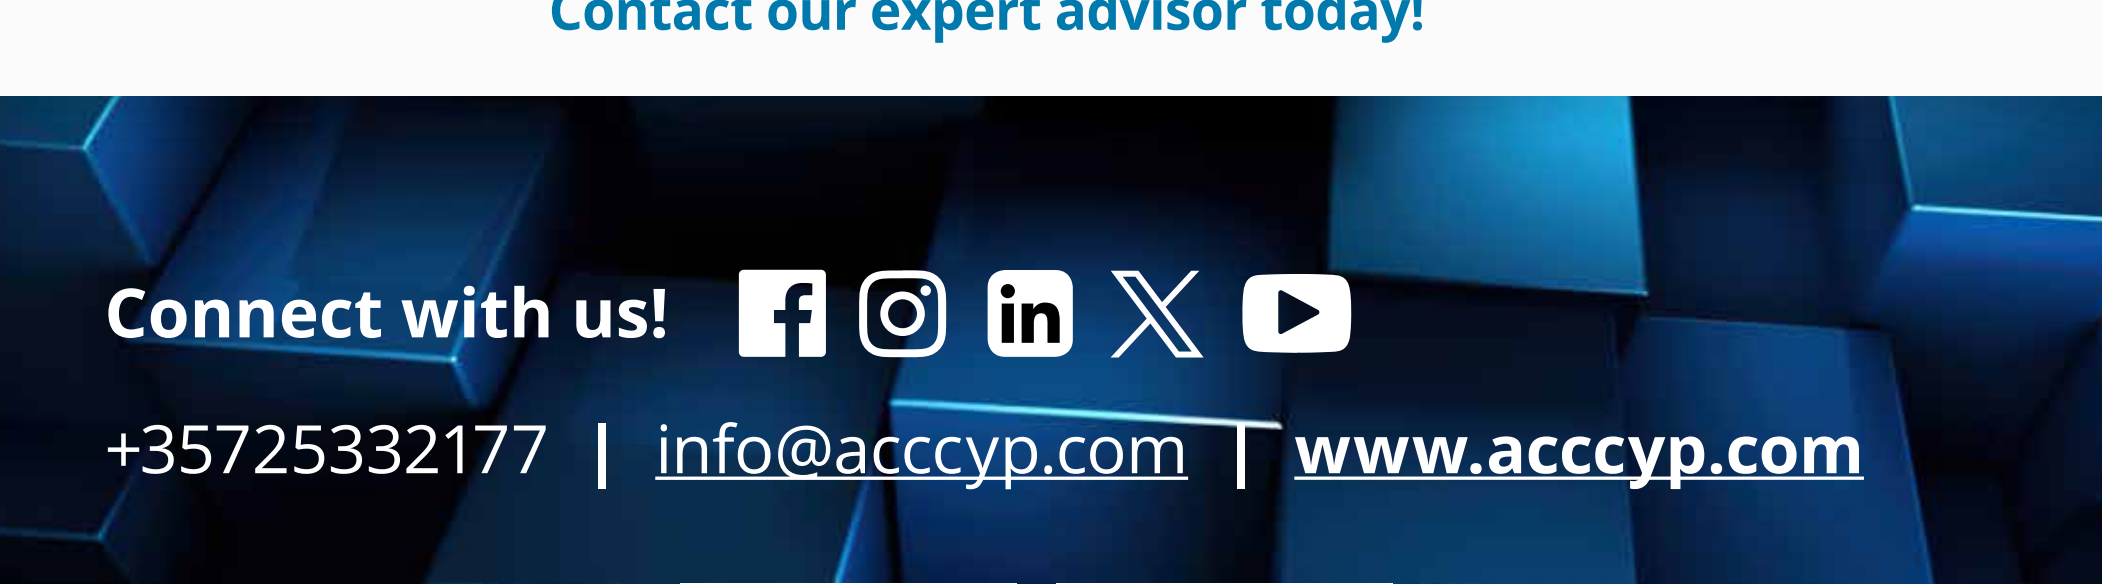 Contact our expert advisor today!
Connect with us!
+35725332177 | info@acccyp.com | www.acccyp.com